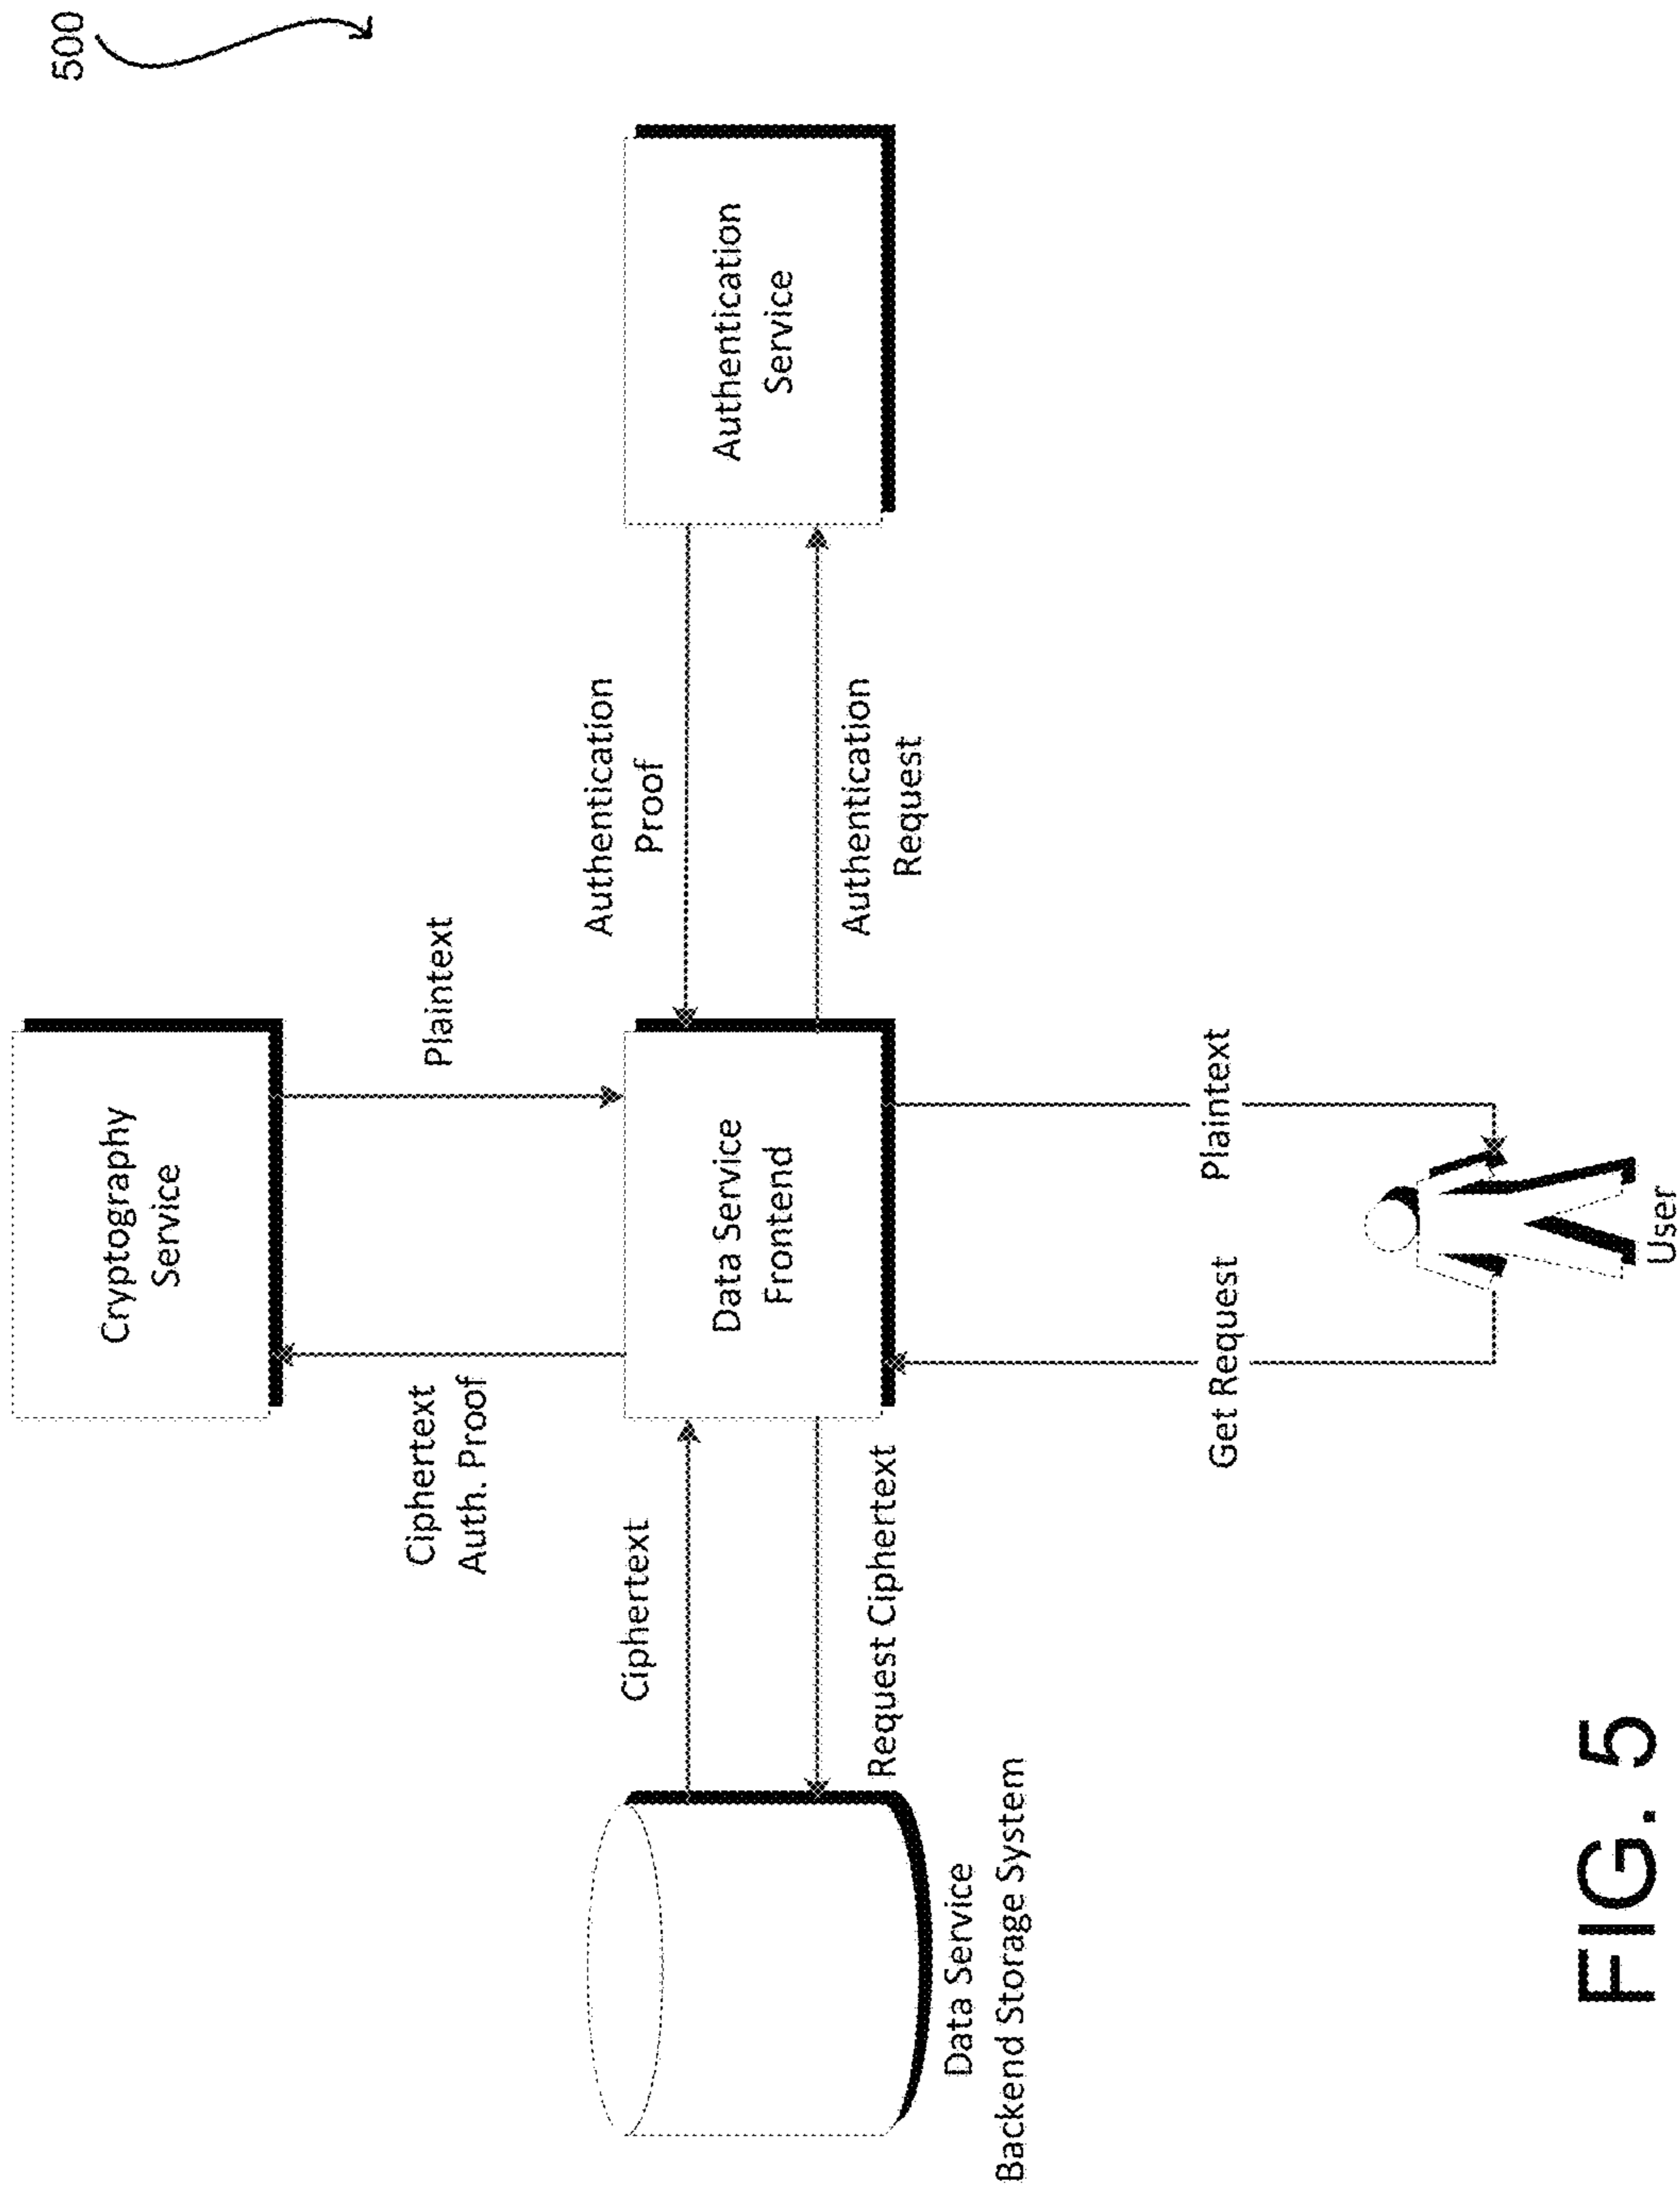 500
Cryptography
Service
Ciphertext
Auth. Proof
Plaintext
Ciphertext
Data Service
Frontend
Authentication
Proof
Authentication
Service
Request Ciphertext
Authentication
Request
Data Service
Backend Storage System
Get Request
Plaintext
User
FIG. 5